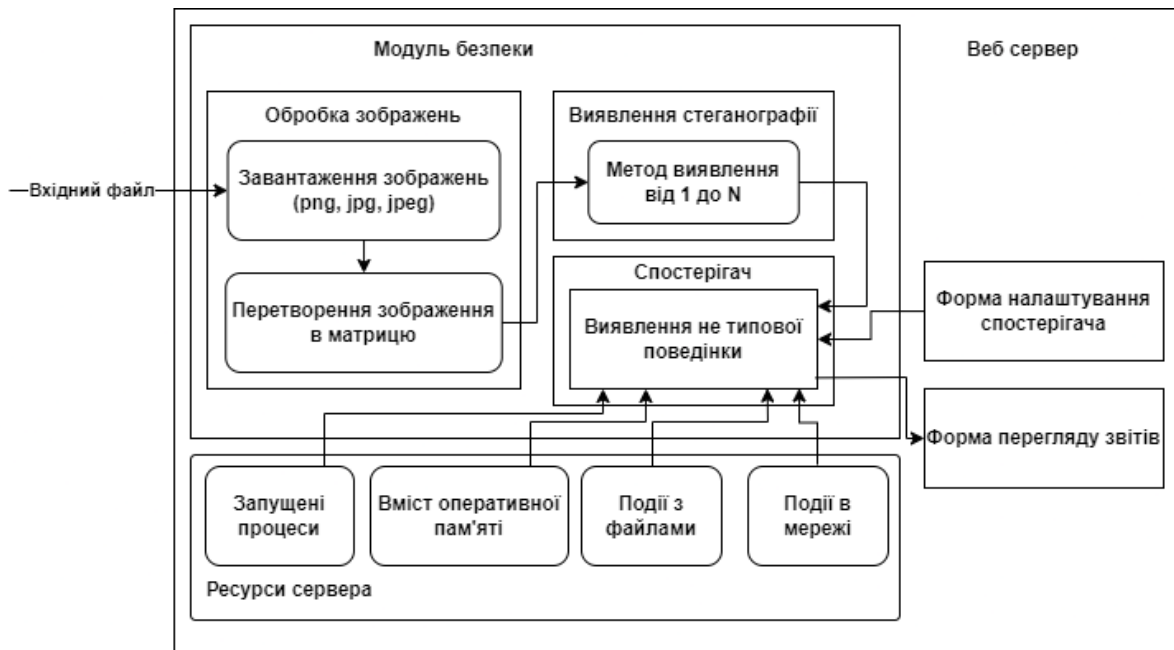 Модуль безпеки
Веб сервер
Обробка зображень
Виявлення стеганографії
Завантаження зображень
(png, jpg, jpeg)
Метод виявлення
від 1 до N
Вхідний файл
Перетворення зображення
в матрицю
Спостерігач
Виявлення не типової
поведінки
Форма налаштування
спостерігача
Форма перегляду звітів
Запущені
процеси
Вміст оперативної
пам'яті
Події з
файлами
Події в
мережі
Ресурси сервера